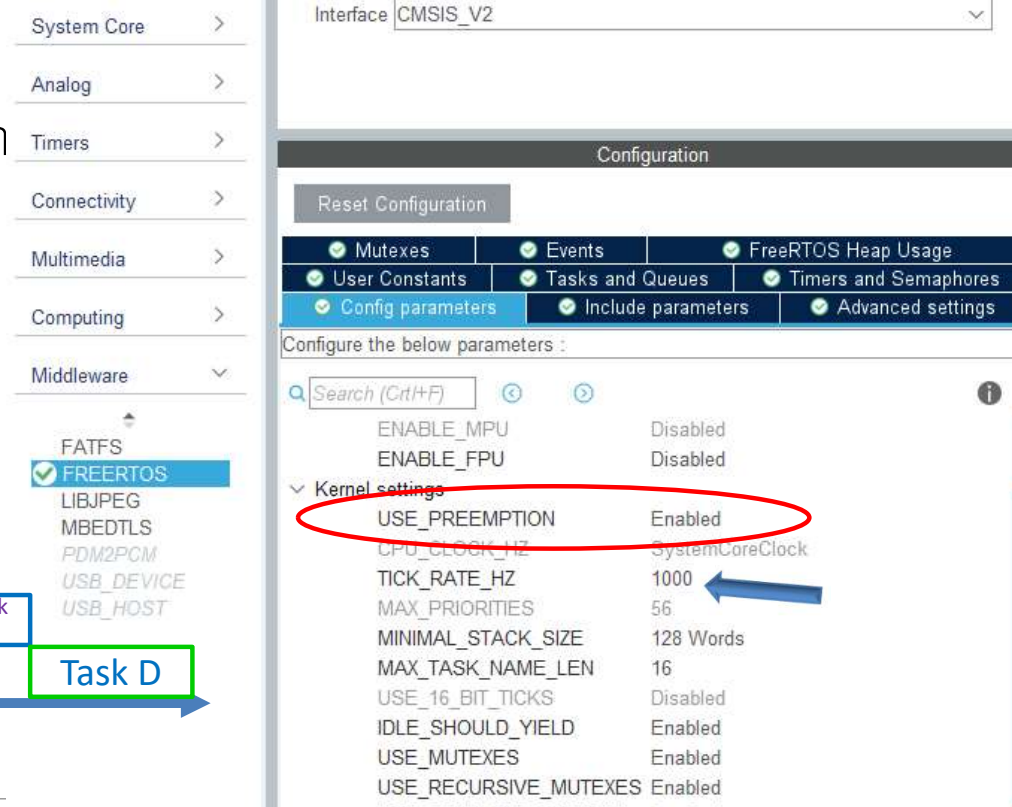 System Core
Analog
Timers
Connectivity
Multimedia
Computing
Middleware
FATFS
FREERTOS
LIBJPEG
MBEDTLS
PDM2PCM
USB_DEVICE
USB_HOST
k
Task D
Interface CMSIS_V2
Configuration
Reset Configuration
Mutexes Events FreeRTOS Heap Usage
User Constants Tasks and Queues Timers and Semaphores
Config parameters Include parameters Advanced settings
Configure the below parameters :
Search (Crtl+F)
ENABLE_MPU Disabled
ENABLE_FPU Disabled
Kernel settings
USE_PREEMPTION Enabled
CPU_CLOCK_HZ SystemCoreClock
TICK_RATE_HZ 1000
MAX_PRIORITIES 56
MINIMAL_STACK_SIZE 128 Words
MAX_TASK_NAME_LEN 16
USE_16_BIT_TICKS Disabled
IDLE_SHOULD_YIELD Enabled
USE_MUTEXES Enabled
USE_RECURSIVE_MUTEXES Enabled